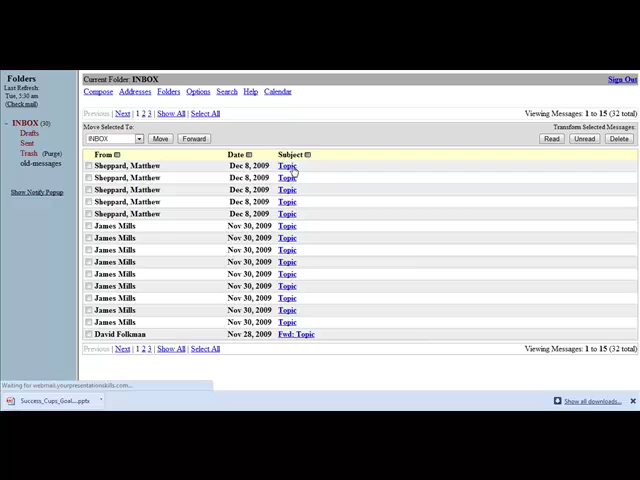 Folders
Last Refresh:
Tue, 5:30 am
(Check mail)
- INBOX (30)
Drafts
Sent
Trash (Purge)
old-messages
Show Notify Popup
Current Folder: INBOX Sign Out
Compose Addresses Folders Options Search Help Calendar
Previous | Next | 1 2 3 | Show All | Select All Viewing Messages: 1 to 15 (32 total)
Move Selected To: Transform Selected Messages:
INBOX Move Forward Read Unread Delete
From Date Subject
Sheppard, Matthew Dec 8, 2009 Topic
Sheppard, Matthew Dec 8, 2009 Topic
Sheppard, Matthew Dec 8, 2009 Topic
Sheppard, Matthew Dec 8, 2009 Topic
Sheppard, Matthew Dec 8, 2009 Topic
James Mills Nov 30, 2009 Topic
James Mills Nov 30, 2009 Topic
James Mills Nov 30, 2009 Topic
James Mills Nov 30, 2009 Topic
James Mills Nov 30, 2009 Topic
James Mills Nov 30, 2009 Topic
James Mills Nov 30, 2009 Topic
James Mills Nov 30, 2009 Topic
James Mills Nov 30, 2009 Topic
David Folkman Nov 28, 2009 Fwd: Topic
Previous | Next | 1 2 3 | Show All | Select All Viewing Messages: 1 to 15 (32 total)
Waiting for webmail.yourpresentationskills.com...
Success_Cups_Goal....pptx Show all downloads...